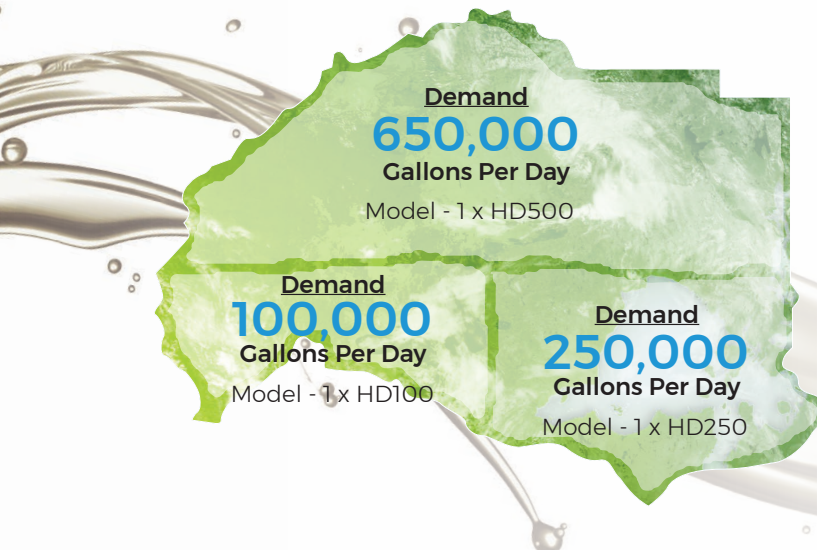 Demand
650,000
Gallons Per Day
Model - 1 x HD500
Demand
100,000
Gallons Per Day
Model - 1 x HD100
Demand
250,000
Gallons Per Day
Model - 1 x HD250